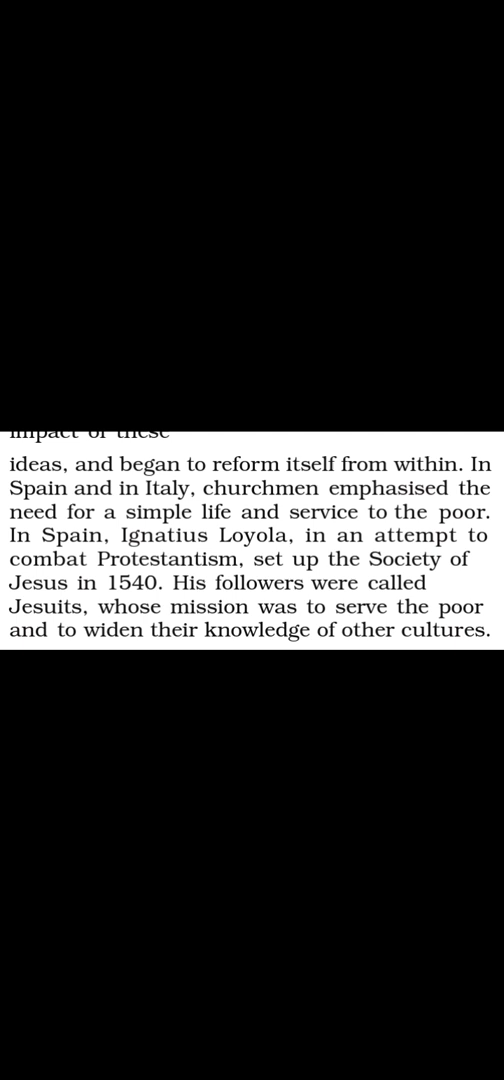 impact of these
ideas, and began to reform itself from within. In
Spain and in Italy, churchmen emphasised the
need for a simple life and service to the poor.
In Spain, Ignatius Loyola, in an attempt to
combat Protestantism, set up the Society of
Jesus in 1540. His followers were called
Jesuits, whose mission was to serve the poor
and to widen their knowledge of other cultures.